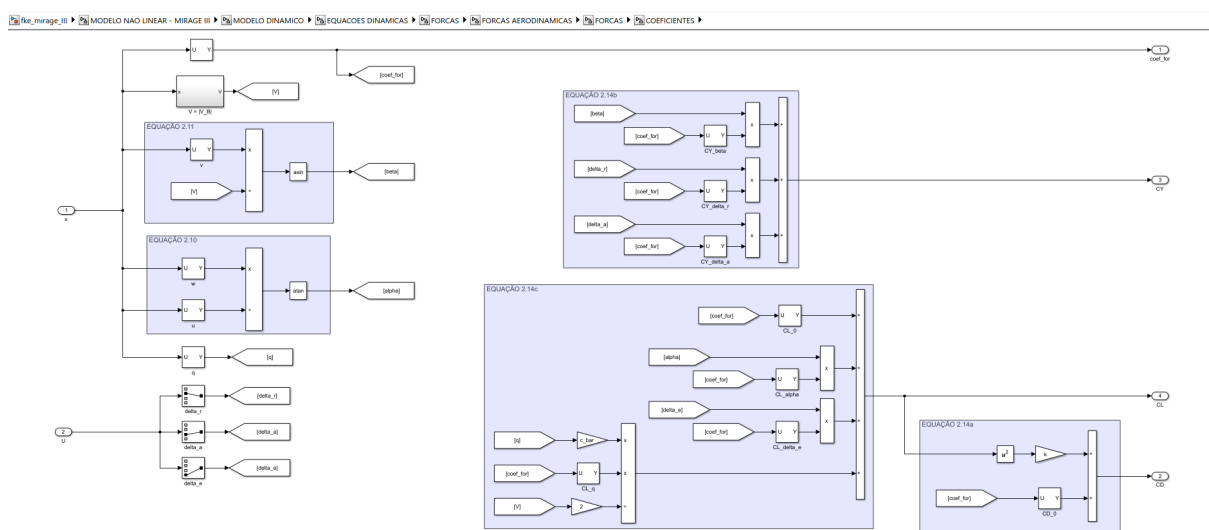 fke_mirage_III MODELO NAO LINEAR - MIRAGE III MODELO DINAMICO EQUACOES DINAMICAS FORCAS FORCAS AERODINAMICAS FORCAS COEFICIENTES
U Y
1
coef_for
[coef_for]
x V
[V]
V = |V_B|
EQUAÇÃO 2.11
U Y
v
x
[V]
÷
asin
[beta]
1
x
EQUAÇÃO 2.10
U Y
w
x
U Y
u
÷
atan
[alpha]
U Y
q
[q]
delta_r
[delta_r]
2
U
delta_a
[delta_a]
delta_e
[delta_e]
EQUAÇÃO 2.14b
[beta]
[coef_for]
U Y
CY_beta
x
+
[delta_r]
[coef_for]
U Y
CY_delta_r
x
+
3
CY
[delta_a]
[coef_for]
U Y
CY_delta_a
x
+
EQUAÇÃO 2.14c
[coef_for]
U Y
CL_0
+
[alpha]
[coef_for]
U Y
CL_alpha
x
+
[delta_e]
[coef_for]
U Y
CL_delta_e
x
+
4
CL
[q]
c_bar
x
[coef_for]
U Y
CL_q
x
+
[V]
2
÷
EQUAÇÃO 2.14a
u²
k
+
[coef_for]
U Y
CD_0
+
2
CD